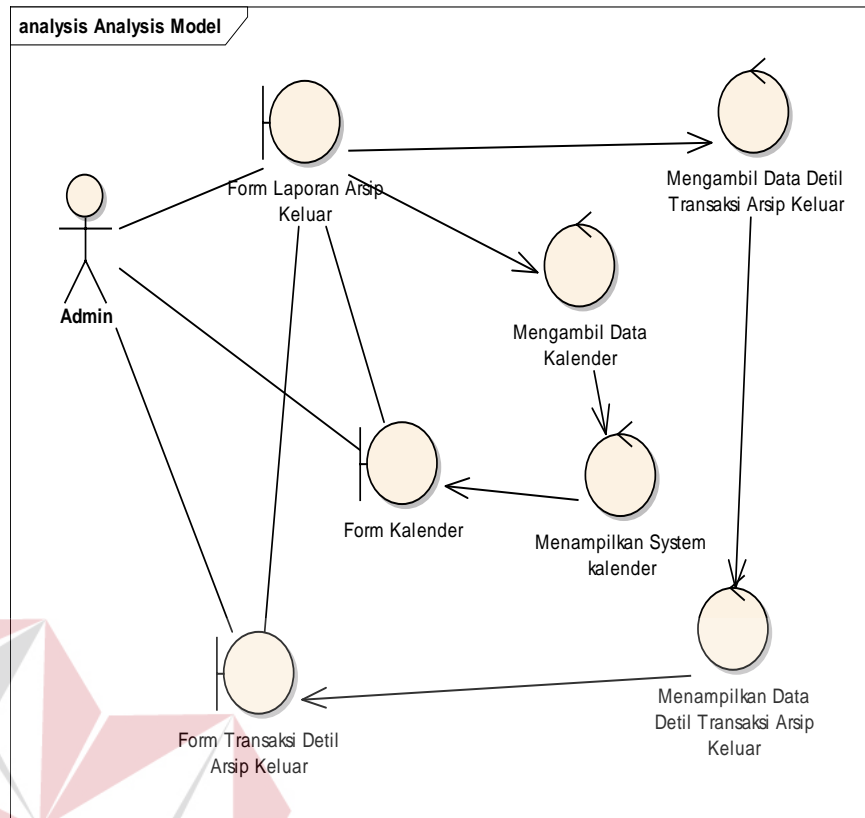 analysis Analysis Model
Form Laporan Arsip
Keluar
Mengambil Data Detil
Transaksi Arsip Keluar
Admin
Mengambil Data
Kalender
Form Kalender
Menampilkan System
kalender
Form Transaksi Detil
Arsip Keluar
Menampilkan Data
Detil Transaksi Arsip
Keluar